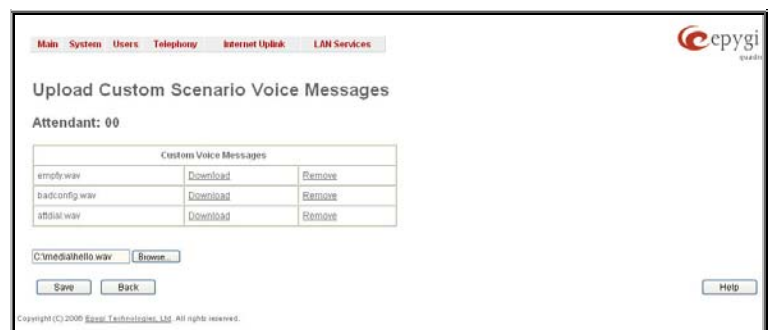 Main System Users Telephony Internet Uplink LAN Services
epygi
quadro
Upload Custom Scenario Voice Messages
Attendant: 00
Custom Voice Messages
empty.wav Download Remove
badconfig.wav Download Remove
attdial.wav Download Remove
C:\media\hello.wav Browse...
Save Back Help
Copyright (C) 2006 Epygi Technologies, Ltd. All rights reserved.